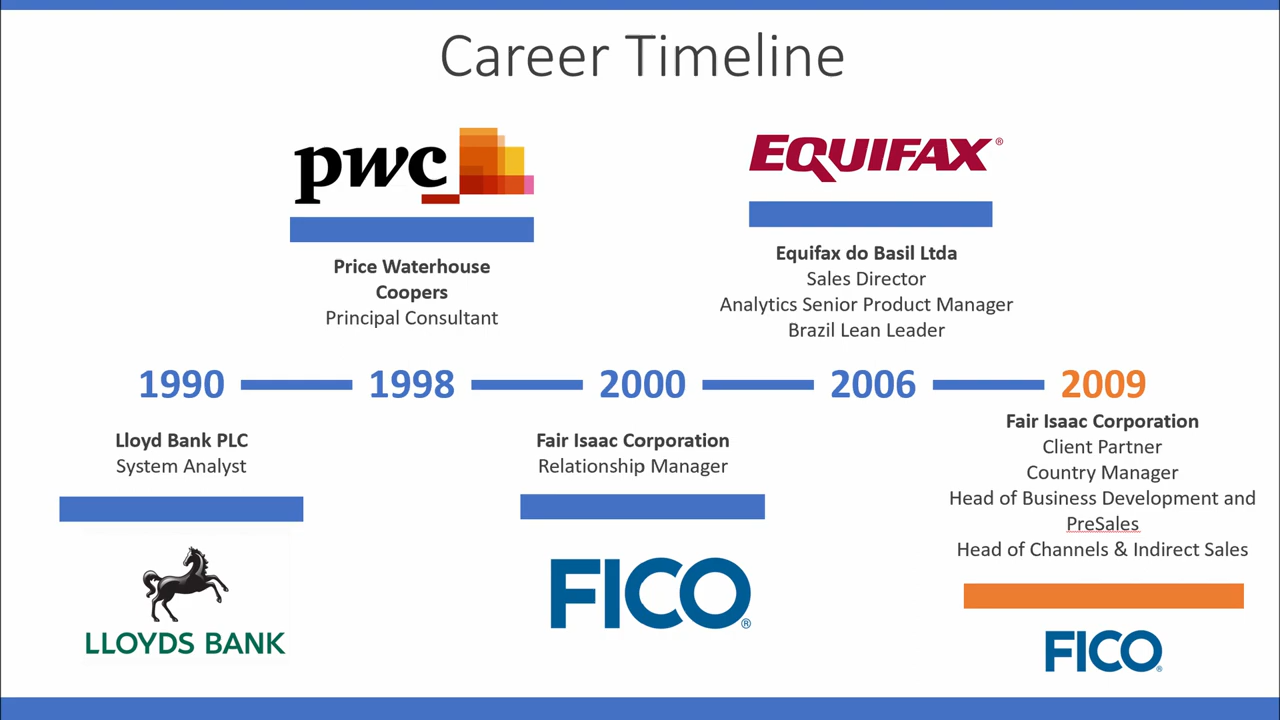 Career Timeline
pwc
EQUIFAX®
Price Waterhouse
Coopers
Principal Consultant
Equifax do Basil Ltda
Sales Director
Analytics Senior Product Manager
Brazil Lean Leader
1990
1998
2000
2006
2009
Lloyd Bank PLC
System Analyst
Fair Isaac Corporation
Relationship Manager
Fair Isaac Corporation
Client Partner
Country Manager
Head of Business Development and
PreSales
Head of Channels & Indirect Sales
LLOYDS BANK
FICO®
FICO®